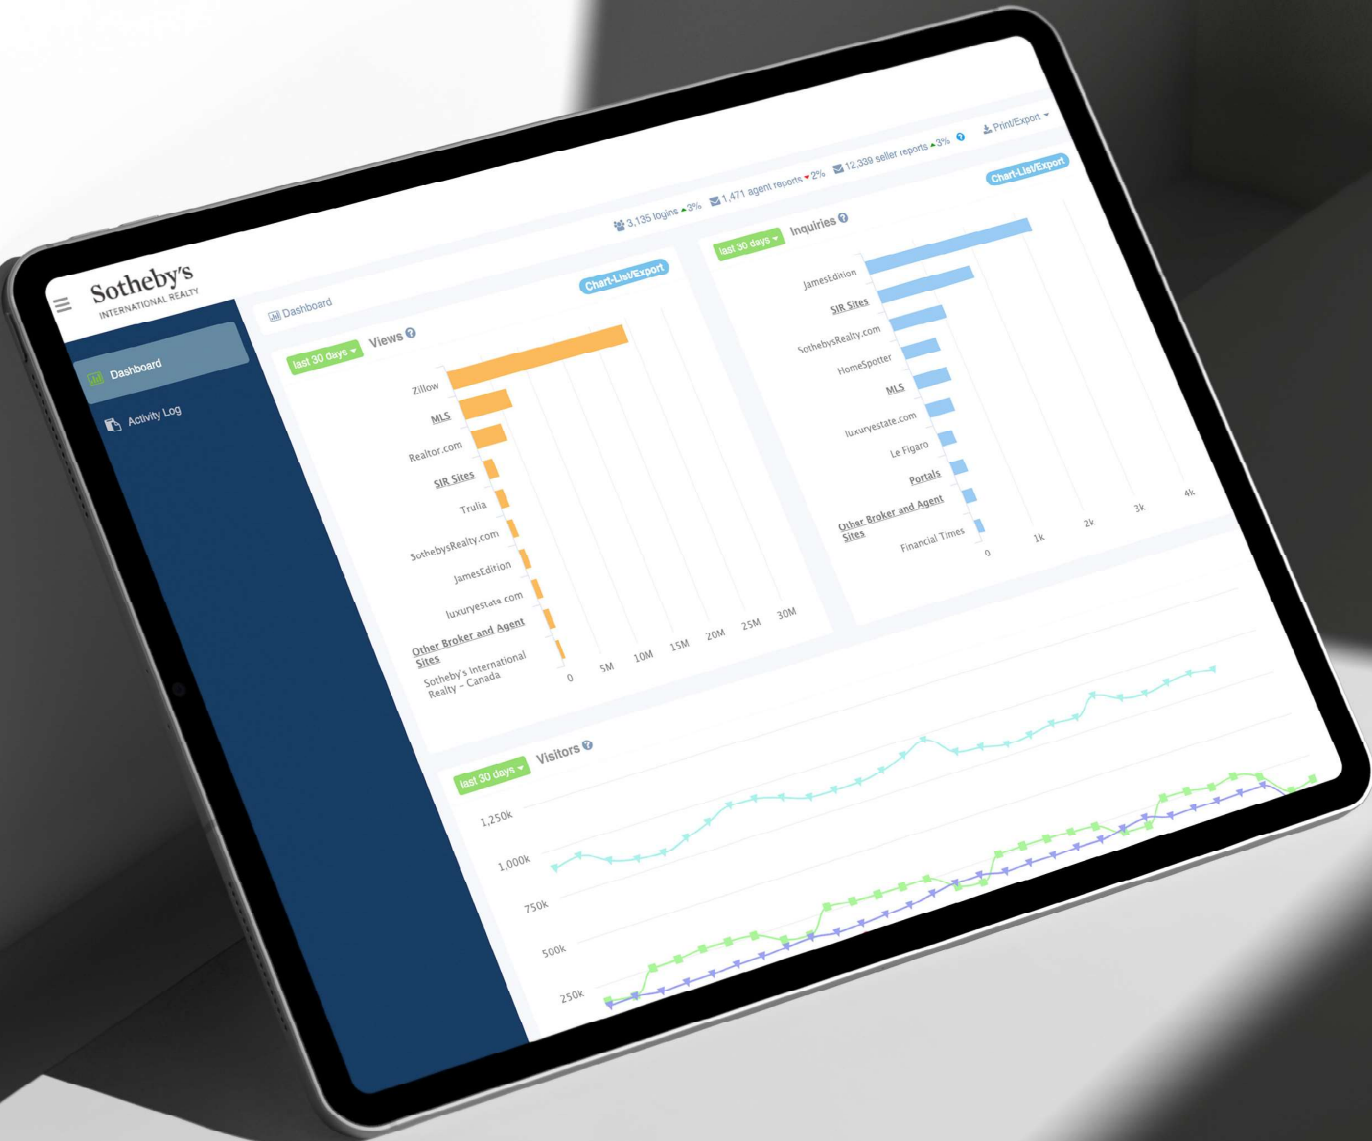 Sotheby's
INTERNATIONAL REALTY
Dashboard
Activity Log
3,135 logins 3% 1,471 agent reports 2% 12,339 seller reports 3% ?
Print/Export
Dashboard
last 30 days Views ?
Chart-List/Export
Zillow
MLS
Realtor.com
SIR Sites
Trulia
SothebysRealty.com
JamesEdition
luxuryestate.com
Other Broker and Agent
Sites
Sotheby's International
Realty - Canada
0 5M 10M 15M 20M 25M 30M
last 30 days Inquiries ?
Chart-List/Export
JamesEdition
SIR Sites
SothebysRealty.com
HomeSpotter
MLS
luxuryestate.com
Le Figaro
Portals
Other Broker and Agent
Sites
Financial Times
0 1k 2k 3k 4k
last 30 days Visitors ?
1,250k
1,000k
750k
500k
250k